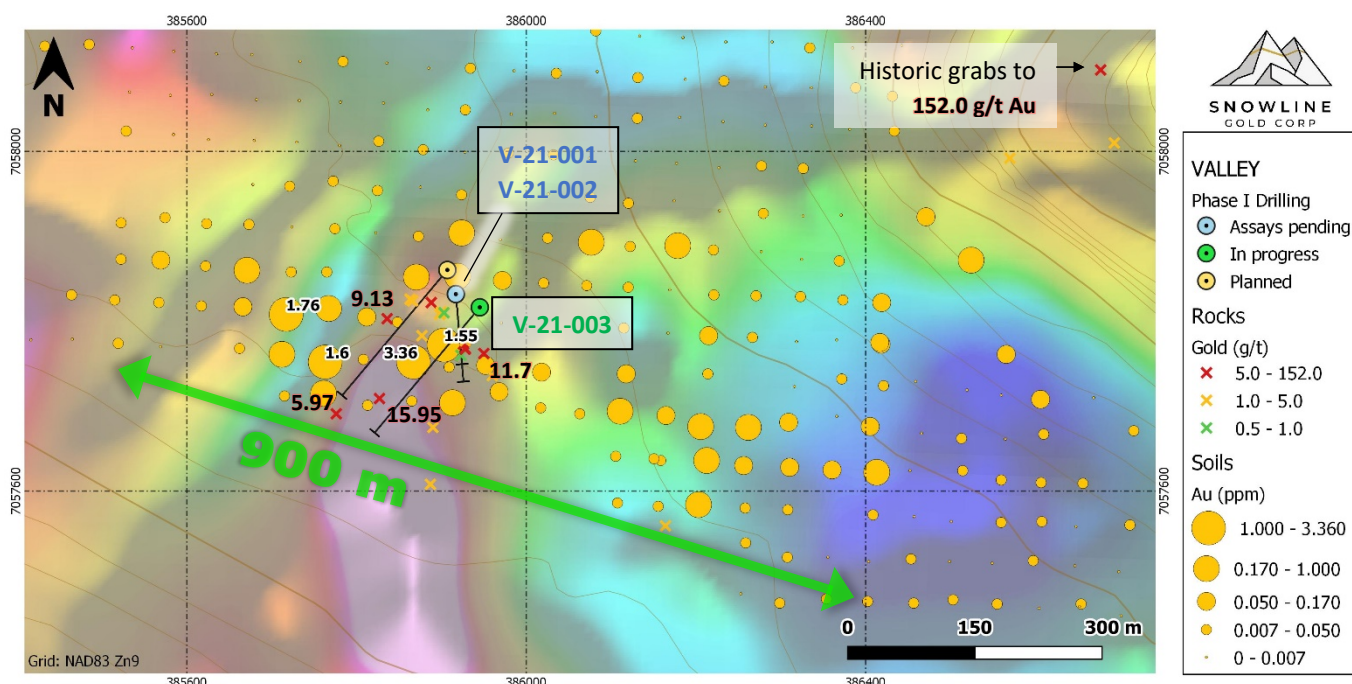 385600
386000
386400
N
Historic grabs to
152.0 g/t Au
SNOWLINE
GOLD CORP
7058000
7058000
V-21-001
V-21-002
VALLEY
Phase I Drilling
Assays pending
In progress
Planned
Rocks
Gold (g/t)
5.0 - 152.0
1.0 - 5.0
0.5 - 1.0
Soils
Au (ppm)
1.000 - 3.360
0.170 - 1.000
0.050 - 0.170
0.007 - 0.050
0 - 0.007
1.76
9.13
V-21-003
1.6
3.36
1.55
11.7
5.97
15.95
900 m
7057600
7057600
0
150
300 m
Grid: NAD83 Zn9
385600
386000
386400